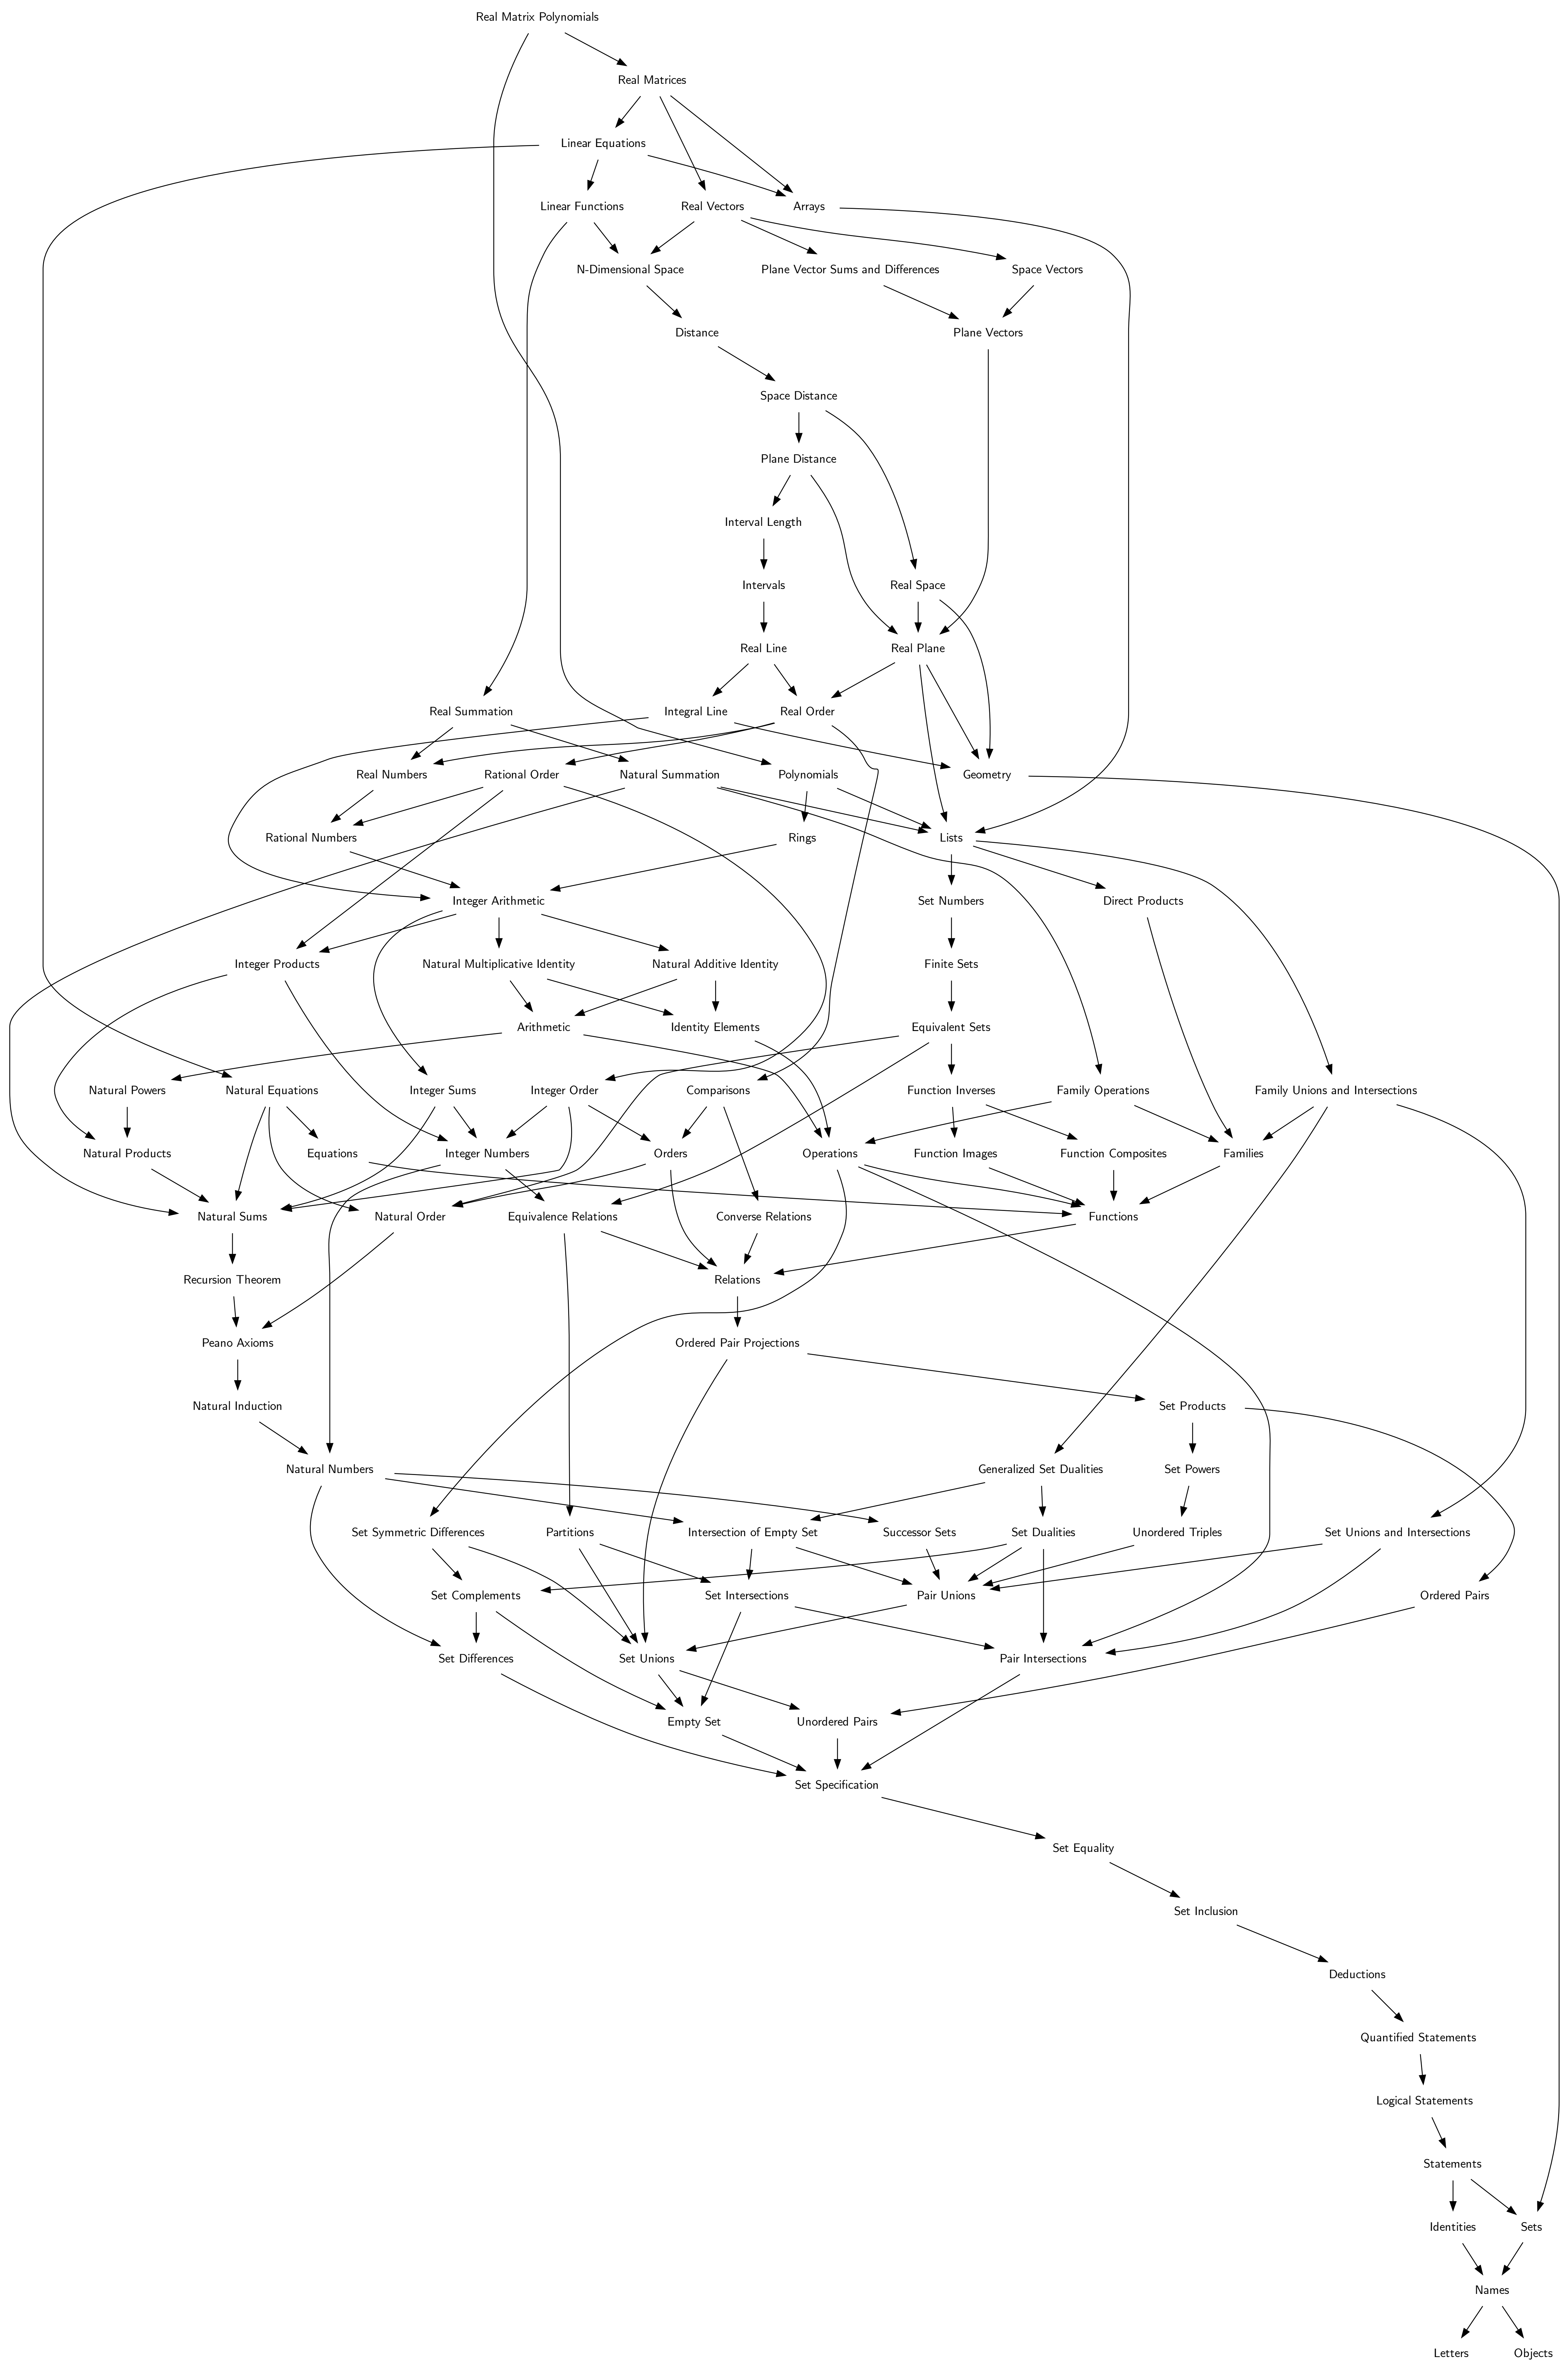 Real Matrix Polynomials
Real Matrices
Linear Equations
Linear Functions
Real Vectors
Arrays
N-Dimensional Space
Plane Vector Sums and Differences
Space Vectors
Distance
Plane Vectors
Space Distance
Plane Distance
Interval Length
Intervals
Real Space
Real Line
Real Plane
Real Summation
Integral Line
Real Order
Real Numbers
Rational Order
Natural Summation
Polynomials
Geometry
Rational Numbers
Rings
Lists
Integer Arithmetic
Set Numbers
Direct Products
Integer Products
Natural Multiplicative Identity
Natural Additive Identity
Finite Sets
Arithmetic
Identity Elements
Equivalent Sets
Natural Powers
Natural Equations
Integer Sums
Integer Order
Comparisons
Function Inverses
Family Operations
Family Unions and Intersections
Natural Products
Equations
Integer Numbers
Orders
Operations
Function Images
Function Composites
Families
Natural Sums
Natural Order
Equivalence Relations
Converse Relations
Functions
Recursion Theorem
Relations
Peano Axioms
Ordered Pair Projections
Natural Induction
Set Products
Natural Numbers
Generalized Set Dualities
Set Powers
Set Symmetric Differences
Partitions
Intersection of Empty Set
Successor Sets
Set Dualities
Unordered Triples
Set Unions and Intersections
Set Complements
Set Intersections
Pair Unions
Ordered Pairs
Set Differences
Set Unions
Pair Intersections
Empty Set
Unordered Pairs
Set Specification
Set Equality
Set Inclusion
Deductions
Quantified Statements
Logical Statements
Statements
Identities
Sets
Names
Letters
Objects